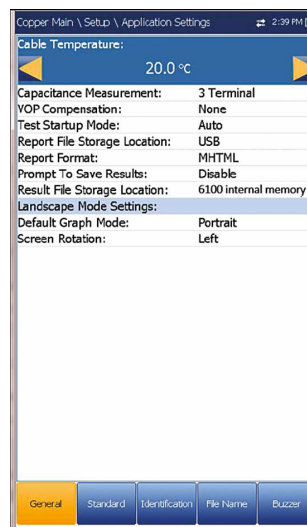 Copper Main \ Setup \ Application Settings 2:39 PM
Cable Temperature:
20.0 °C
Capacitance Measurement: 3 Terminal
VOP Compensation: None
Test Startup Mode: Auto
Report File Storage Location: USB
Report Format: MHTML
Prompt To Save Results: Disable
Result File Storage Location: 6100 internal memory
Landscape Mode Settings:
Default Graph Mode: Portrait
Screen Rotation: Left
General Standard Identification File Name Buzzer